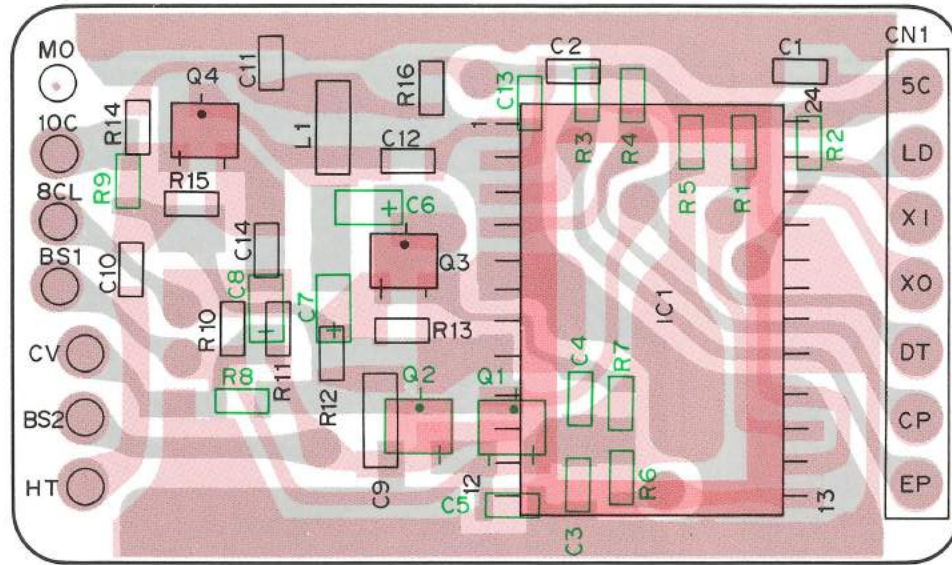 MO
10C
8CL
BS1
CV
BS2
HT
R14
R9
C10
Q4
R15
C11
C14
C8
R10
R11
R8
L1
C7
R12
C9
R16
C12
C6
Q3
R13
Q2
Q1
12
C5
C13
C2
1
R3
R4
R5
R1
C1
24
R2
IC1
C4
R7
C3
R6
13
CN1
5C
LD
XI
XO
DT
CP
EP